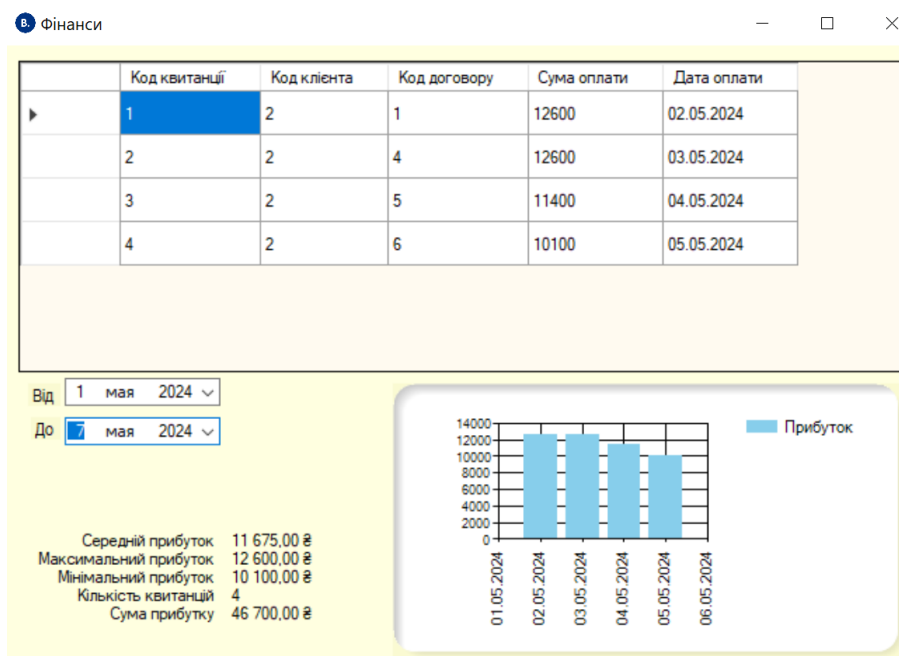 B. Фінанси
Код квитанції Код клієнта Код договору Сума оплати Дата оплати
1 2 1 12600 02.05.2024
2 2 4 12600 03.05.2024
3 2 5 11400 04.05.2024
4 2 6 10100 05.05.2024
Від 1 мая 2024
До 7 мая 2024
Середній прибуток 11 675,00 ₴
Максимальний прибуток 12 600,00 ₴
Мінімальний прибуток 10 100,00 ₴
Кількість квитанцій 4
Сума прибутку 46 700,00 ₴
14000
12000
10000
8000
6000
4000
2000
0
01.05.2024
02.05.2024
03.05.2024
04.05.2024
05.05.2024
06.05.2024
Прибуток